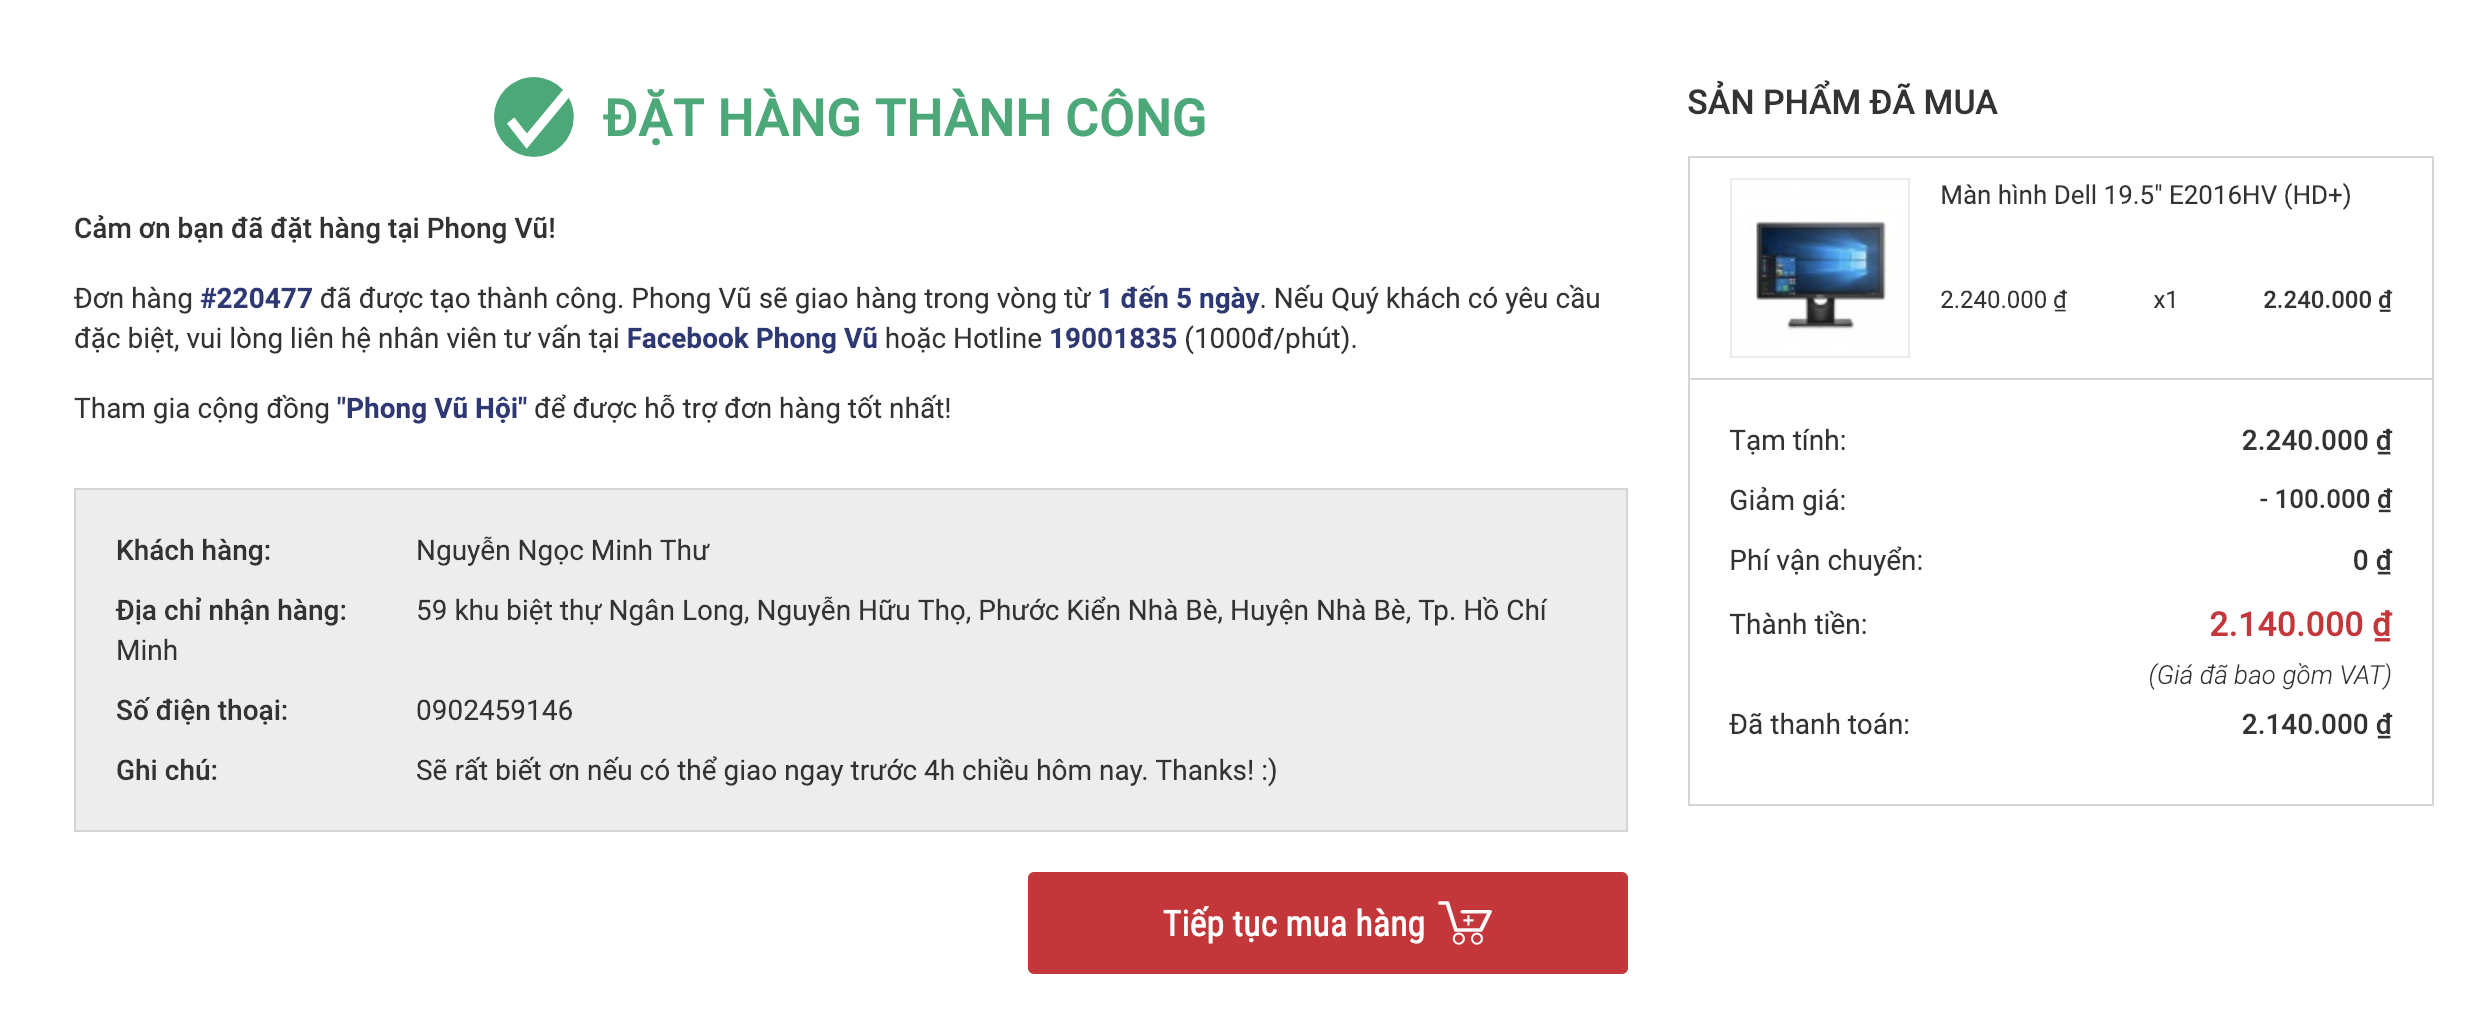 ĐẶT HÀNG THÀNH CÔNG
Cảm ơn bạn đã đặt hàng tại Phong Vũ!
Đơn hàng #220477 đã được tạo thành công. Phong Vũ sẽ giao hàng trong vòng từ 1 đến 5 ngày. Nếu Quý khách có yêu cầu
đặc biệt, vui lòng liên hệ nhân viên tư vấn tại Facebook Phong Vũ hoặc Hotline 19001835 (1000đ/phút).
Tham gia cộng đồng "Phong Vũ Hội" để được hỗ trợ đơn hàng tốt nhất!
Khách hàng: Nguyễn Ngọc Minh Thư
Địa chỉ nhận hàng: 59 khu biệt thự Ngân Long, Nguyễn Hữu Thọ, Phước Kiển Nhà Bè, Huyện Nhà Bè, Tp. Hồ Chí
Minh
Số điện thoại: 0902459146
Ghi chú: Sẽ rất biết ơn nếu có thể giao ngay trước 4h chiều hôm nay. Thanks! :)
Tiếp tục mua hàng
SẢN PHẨM ĐÃ MUA
Màn hình Dell 19.5" E2016HV (HD+)
2.240.000 ₫ x1 2.240.000 ₫
Tạm tính: 2.240.000 ₫
Giảm giá: - 100.000 ₫
Phí vận chuyển: 0 ₫
Thành tiền: 2.140.000 ₫
(Giá đã bao gồm VAT)
Đã thanh toán: 2.140.000 ₫